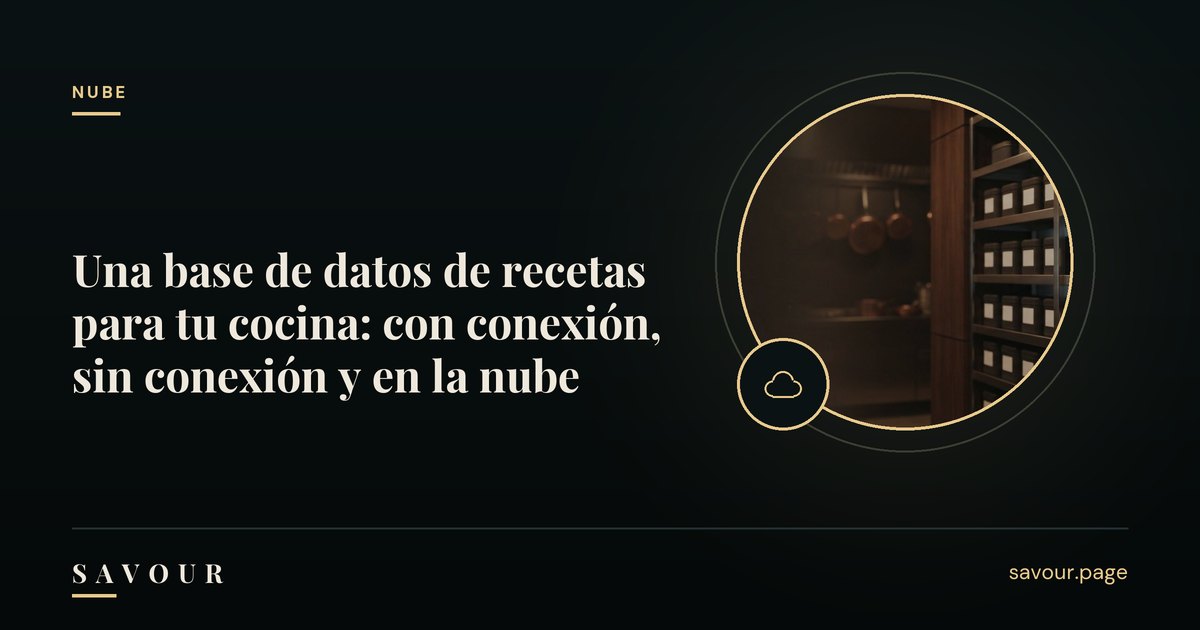 NUBE
Una base de datos de recetas
para tu cocina: con conexión,
sin conexión y en la nube
SAVOUR
savour.page